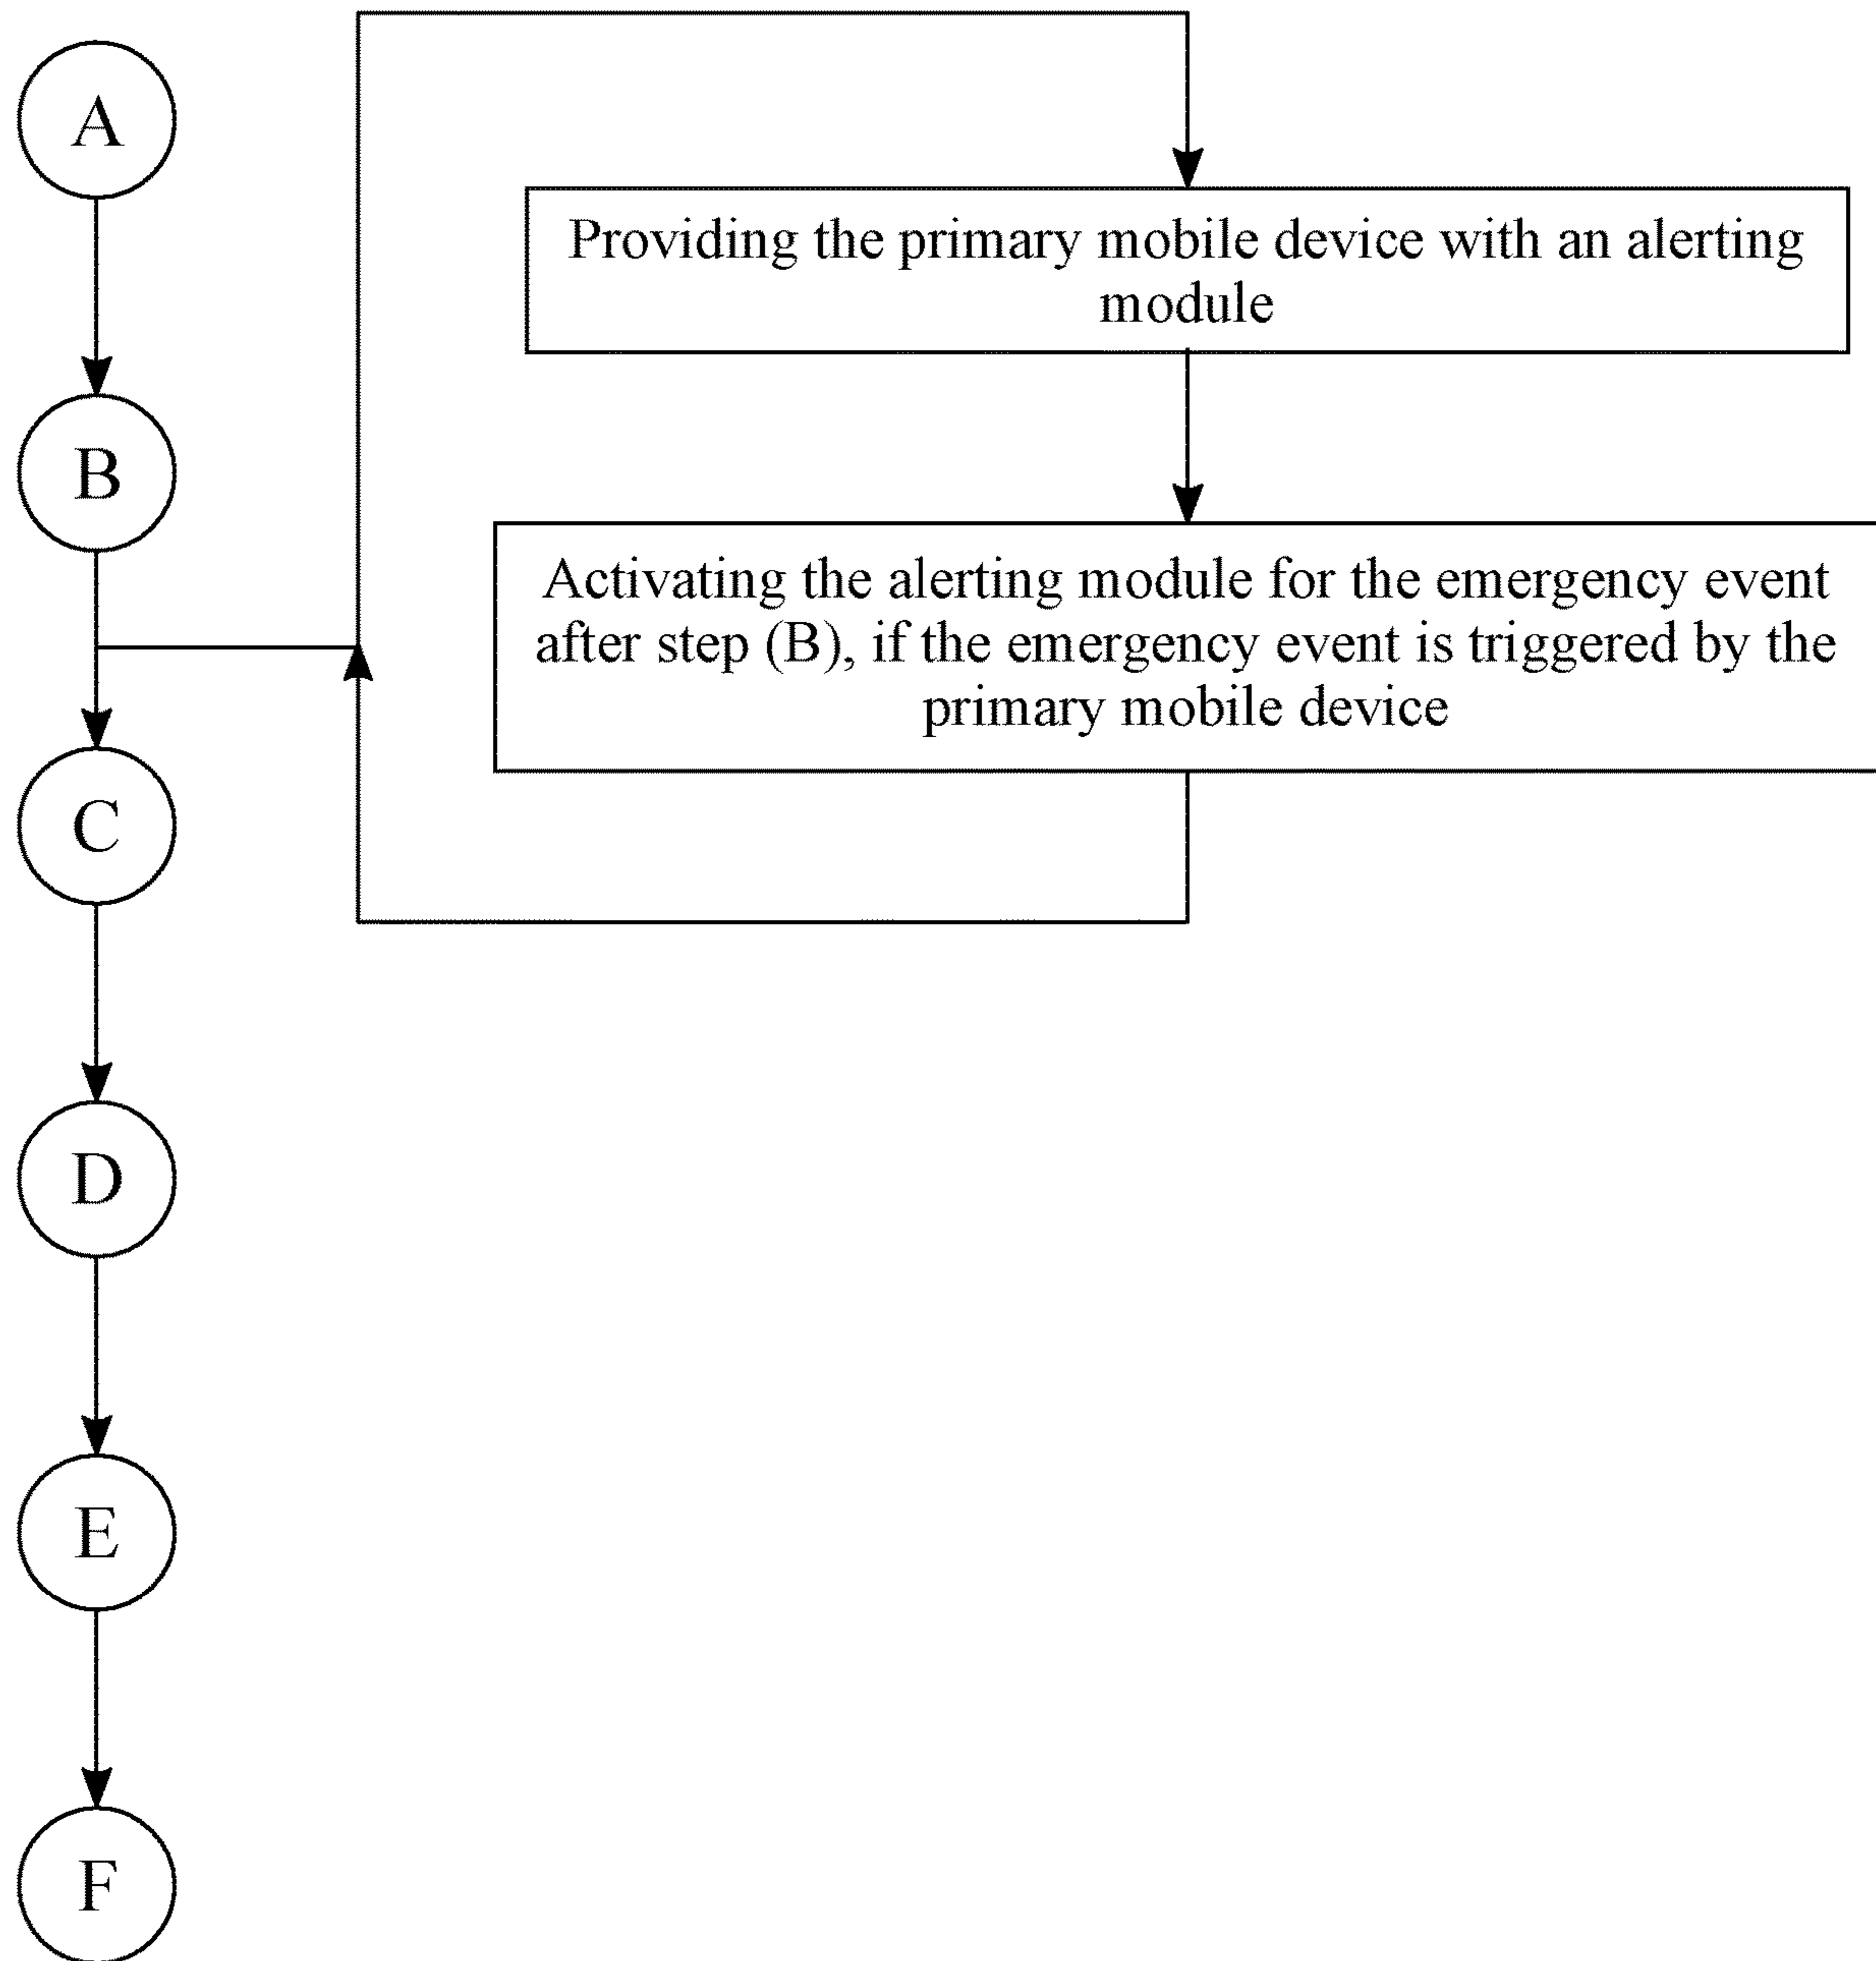 A
B
C
D
E
F
Providing the primary mobile device with an alerting
module
Activating the alerting module for the emergency event
after step (B), if the emergency event is triggered by the
primary mobile device